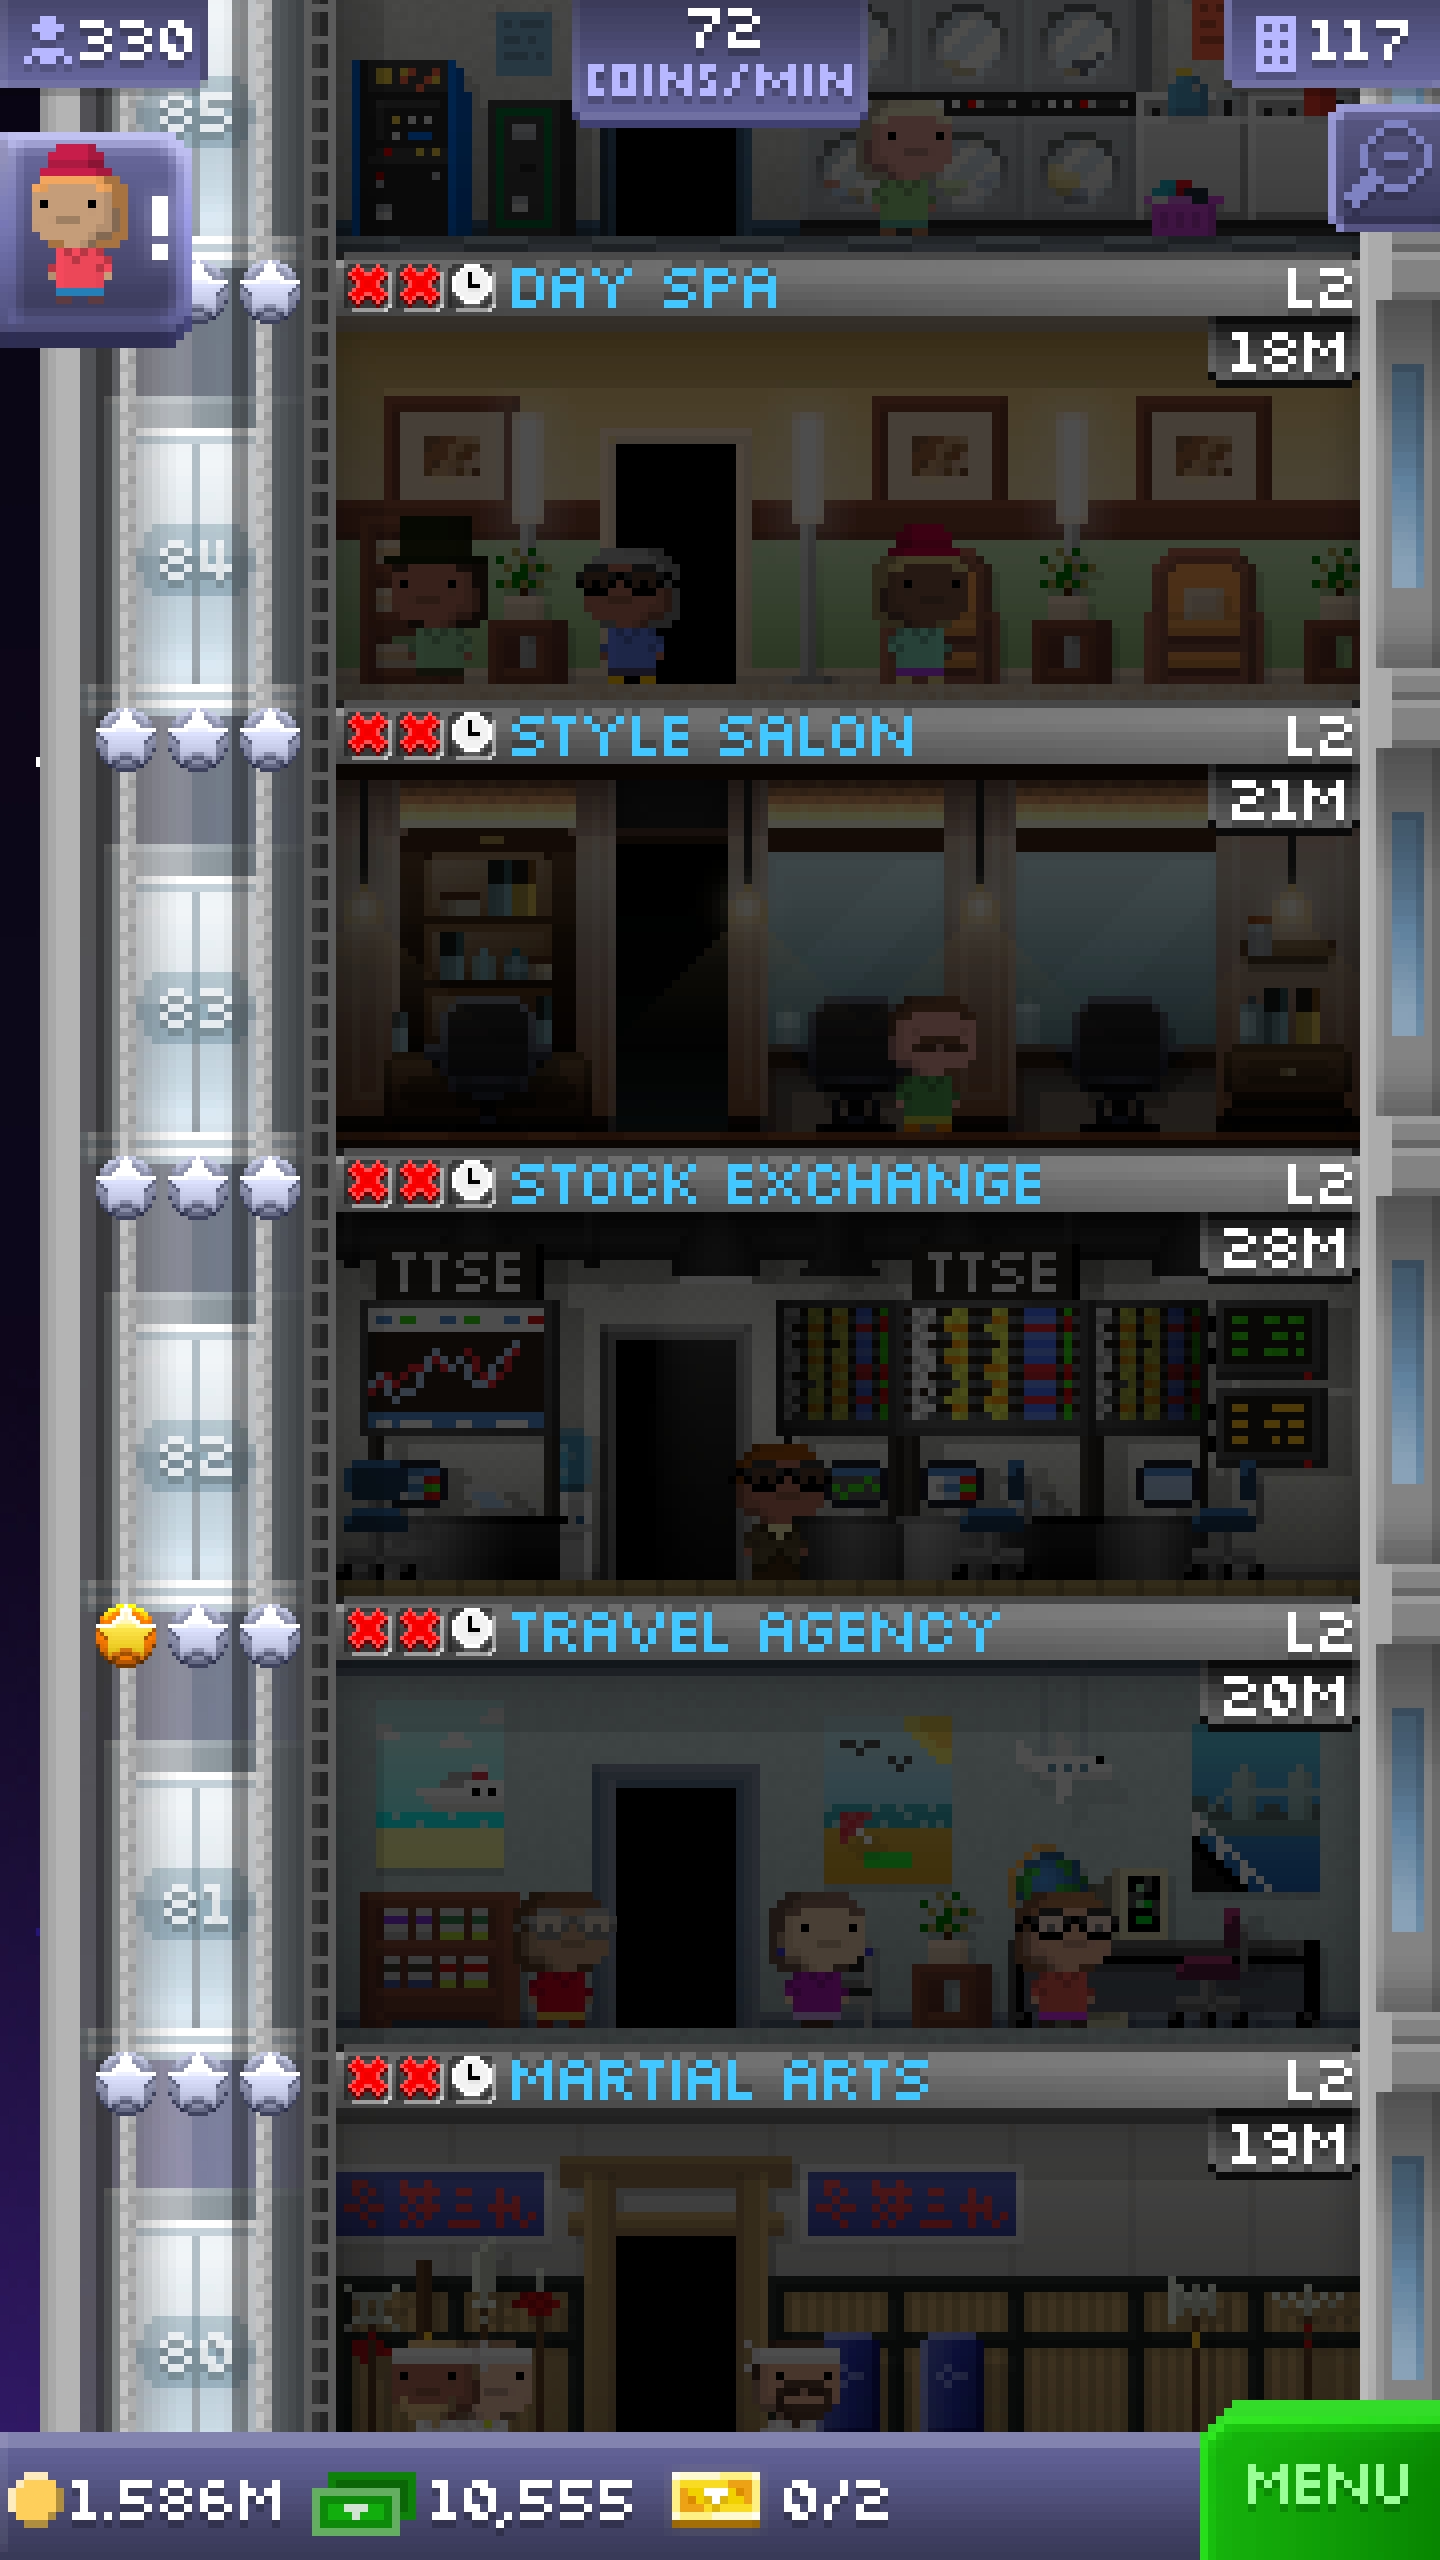 330
72
COINS/MIN
117
85
!
DAY SPA L2
18M
84
STYLE SALON L2
21M
83
STOCK EXCHANGE L2
28M
TTSE TTSE
82
TRAVEL AGENCY L2
20M
81
MARTIAL ARTS L2
19M
80
1.586M 10,555 0/2
MENU